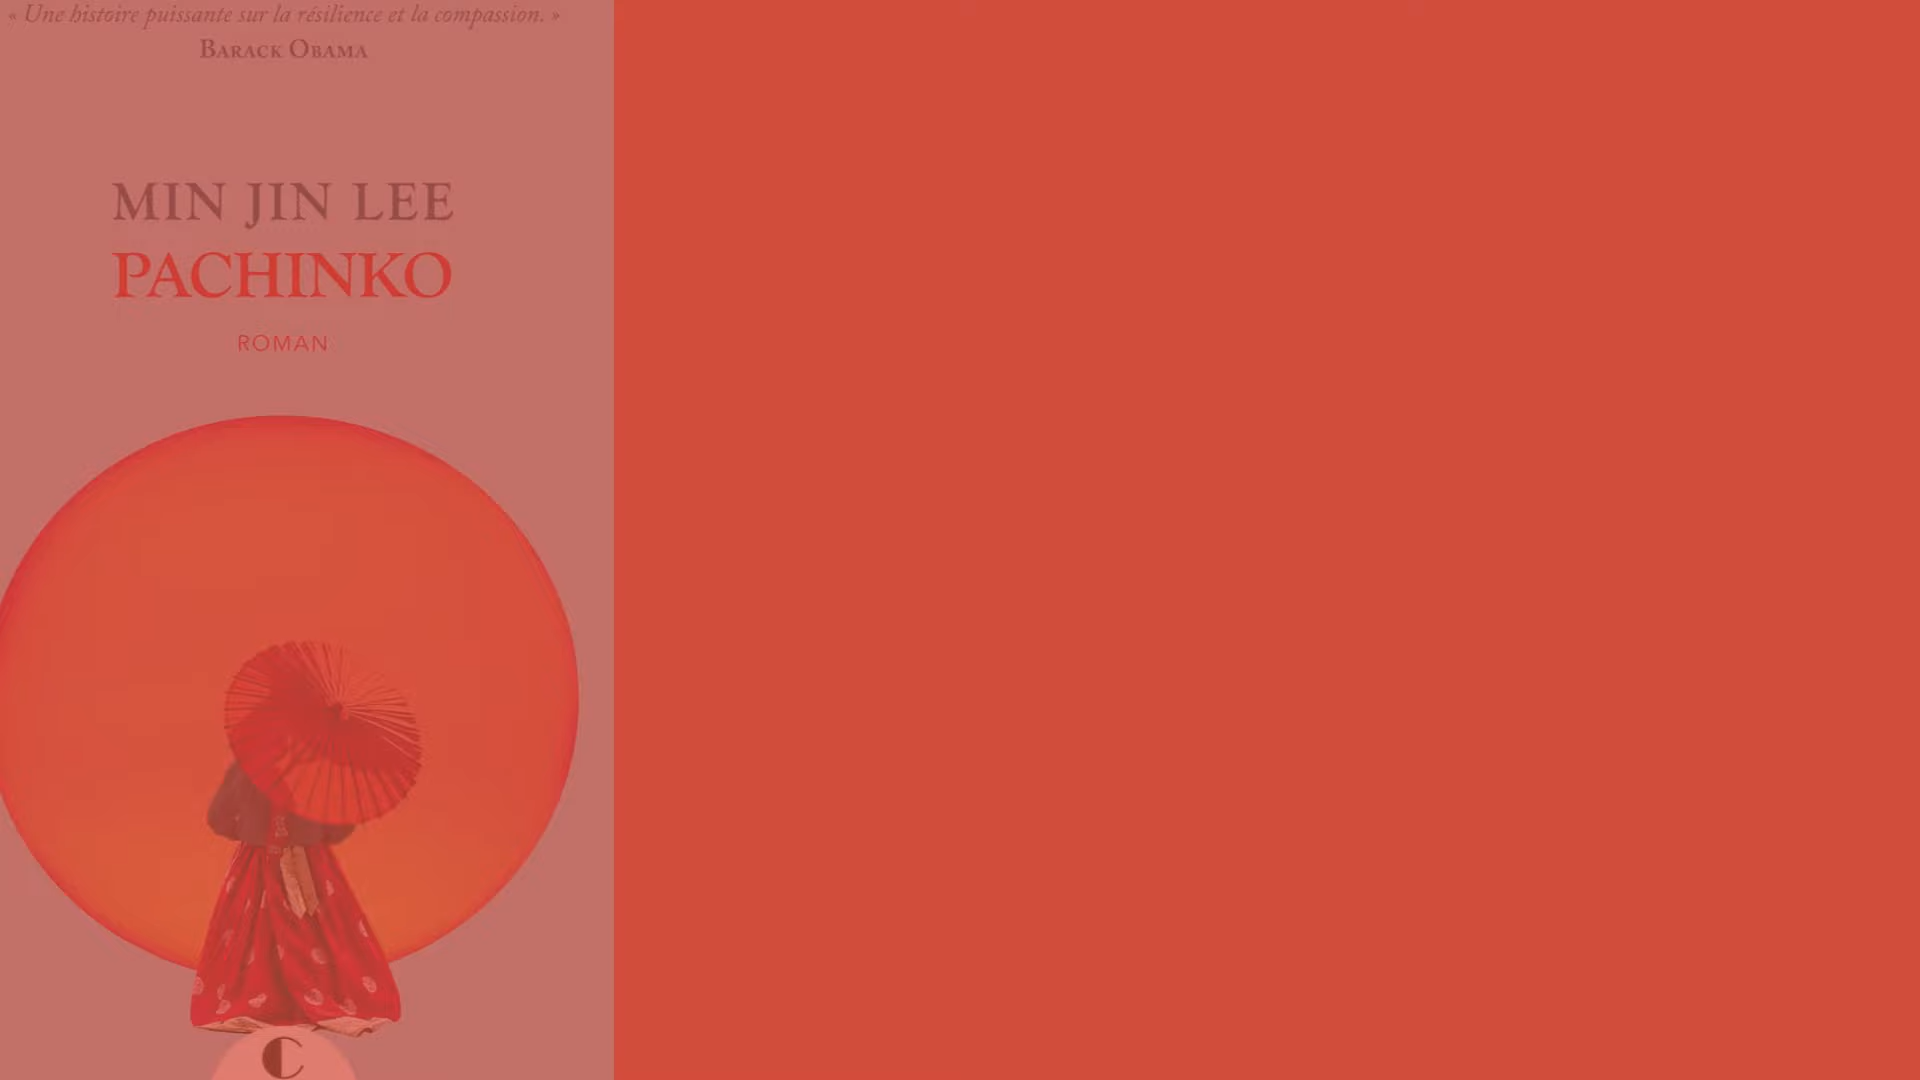 « Une histoire puissante sur la résilience et la compassion. »
BARACK OBAMA
MIN JIN LEE
PACHINKO
ROMAN
C